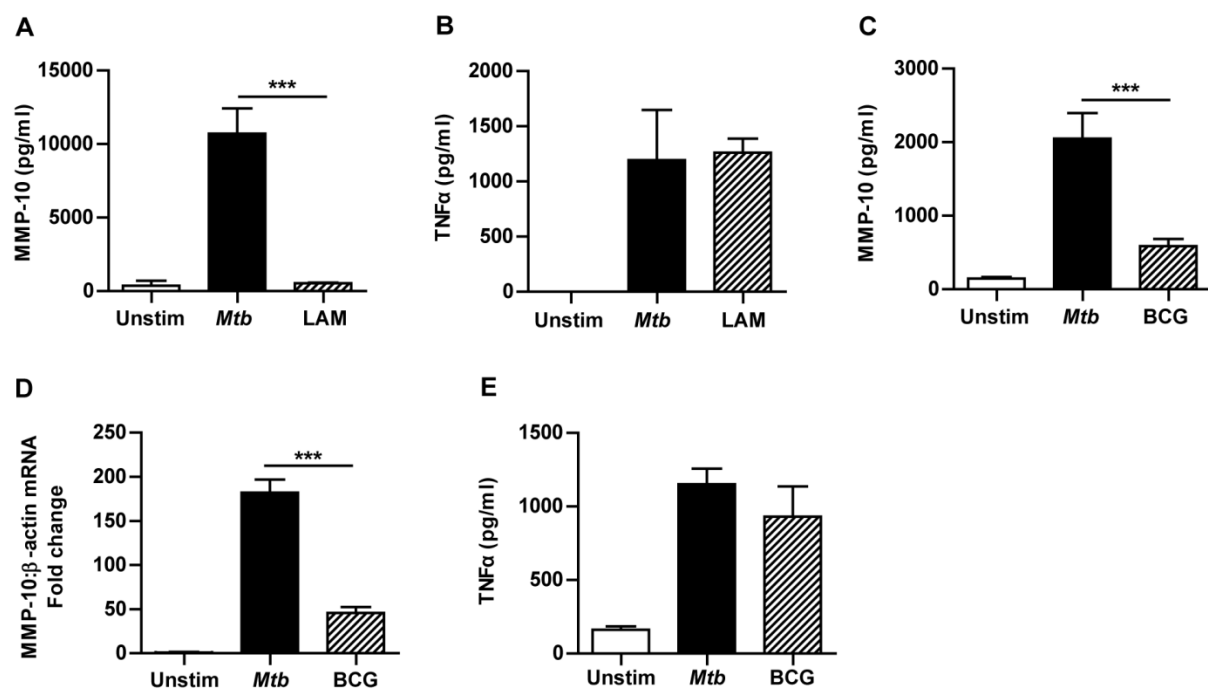 A
MMP-10 (pg/ml)
15000
10000
5000
0
***
Unstim Mtb LAM
B
TNFα (pg/ml)
2000
1500
1000
500
0
Unstim Mtb LAM
C
MMP-10 (pg/ml)
3000
2000
1000
0
***
Unstim Mtb BCG
D
MMP-10:β-actin mRNA
Fold change
250
200
150
100
50
0
***
Unstim Mtb BCG
E
TNFα (pg/ml)
1500
1000
500
0
Unstim Mtb BCG